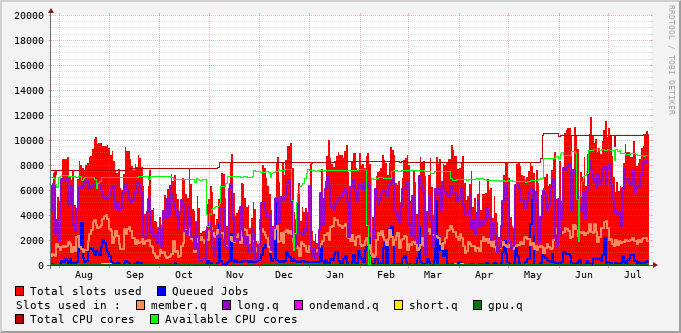 RRDTOOL / TOBI OETIKER
20000
18000
16000
14000
12000
10000
8000
6000
4000
2000
0
Aug Sep Oct Nov Dec Jan Feb Mar Apr May Jun Jul
Total slots used Queued Jobs
Slots used in : member.q long.q ondemand.q short.q gpu.q
Total CPU cores Available CPU cores